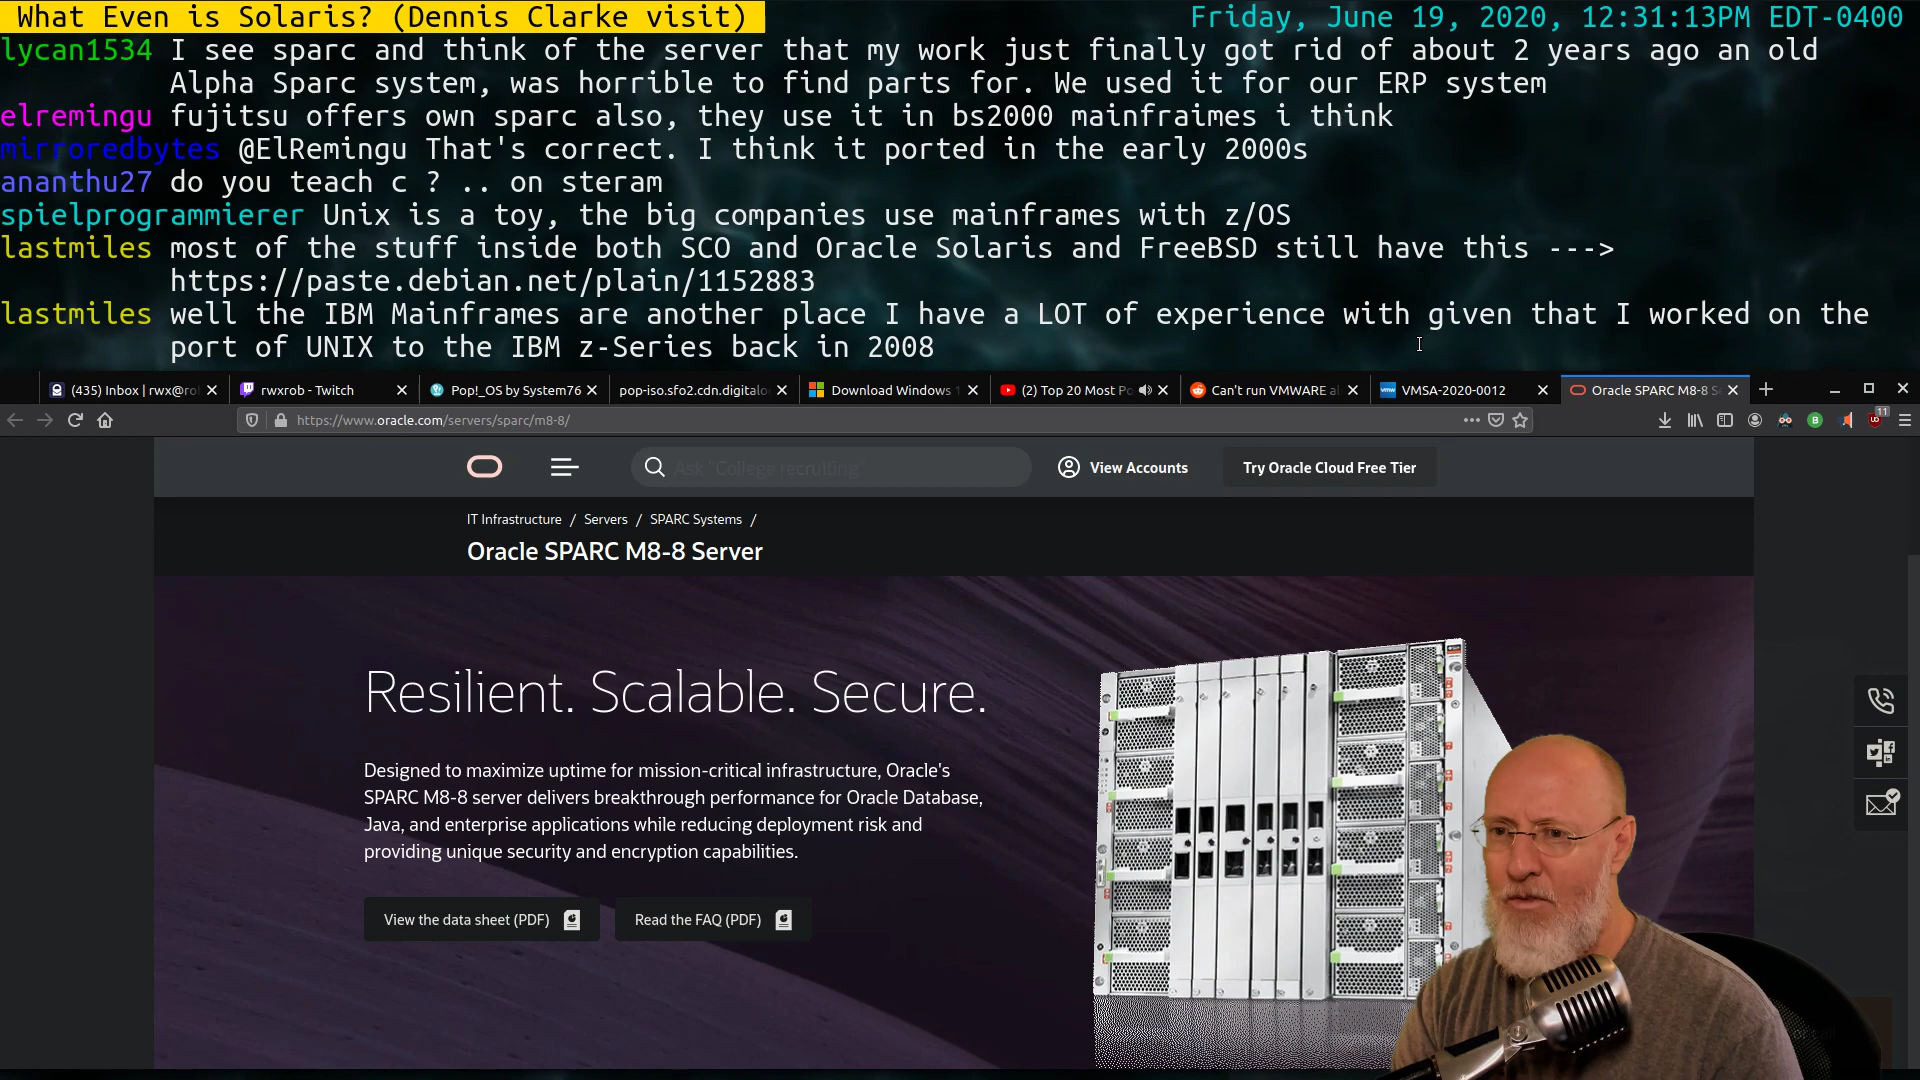 What Even is Solaris? (Dennis Clarke visit)
Friday, June 19, 2020, 12:31:13PM EDT-0400
lycan1534 I see sparc and think of the server that my work just finally got rid of about 2 years ago an old
Alpha Sparc system, was horrible to find parts for. We used it for our ERP system
elremingu fujitsu offers own sparc also, they use it in bs2000 mainfraimes i think
mirroredbytes @ElRemingu That's correct. I think it ported in the early 2000s
ananthu27 do you teach c ? .. on steram
spielprogrammierer Unix is a toy, the big companies use mainframes with z/OS
lastmiles most of the stuff inside both SCO and Oracle Solaris and FreeBSD still have this --->
https://paste.debian.net/plain/1152883
lastmiles well the IBM Mainframes are another place I have a LOT of experience with given that I worked on the
port of UNIX to the IBM z-Series back in 2008
(435) Inbox | rwx@ro
rwxrob - Twitch
Pop!_OS by System76
pop-iso.sfo2.cdn.digitalo
Download Windows 1
(2) Top 20 Most Po
Can't run VMWARE a
VMSA-2020-0012
Oracle SPARC M8-8 S
https://www.oracle.com/servers/sparc/m8-8/
11
Ask "College recruiting"
View Accounts
Try Oracle Cloud Free Tier
IT Infrastructure / Servers / SPARC Systems /
Oracle SPARC M8-8 Server
Resilient. Scalable. Secure.
Designed to maximize uptime for mission-critical infrastructure, Oracle's
SPARC M8-8 server delivers breakthrough performance for Oracle Database,
Java, and enterprise applications while reducing deployment risk and
providing unique security and encryption capabilities.
View the data sheet (PDF)
Read the FAQ (PDF)